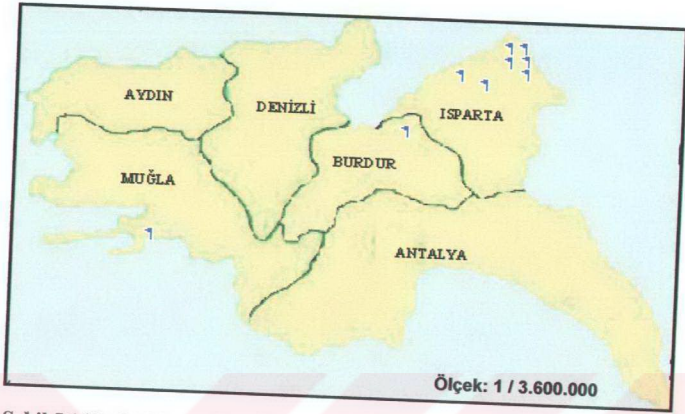 AYDIN
DENİZLİ
ISPARTA
BURDUR
MUĞLA
ANTALYA
Ölçek: 1 / 3.600.000